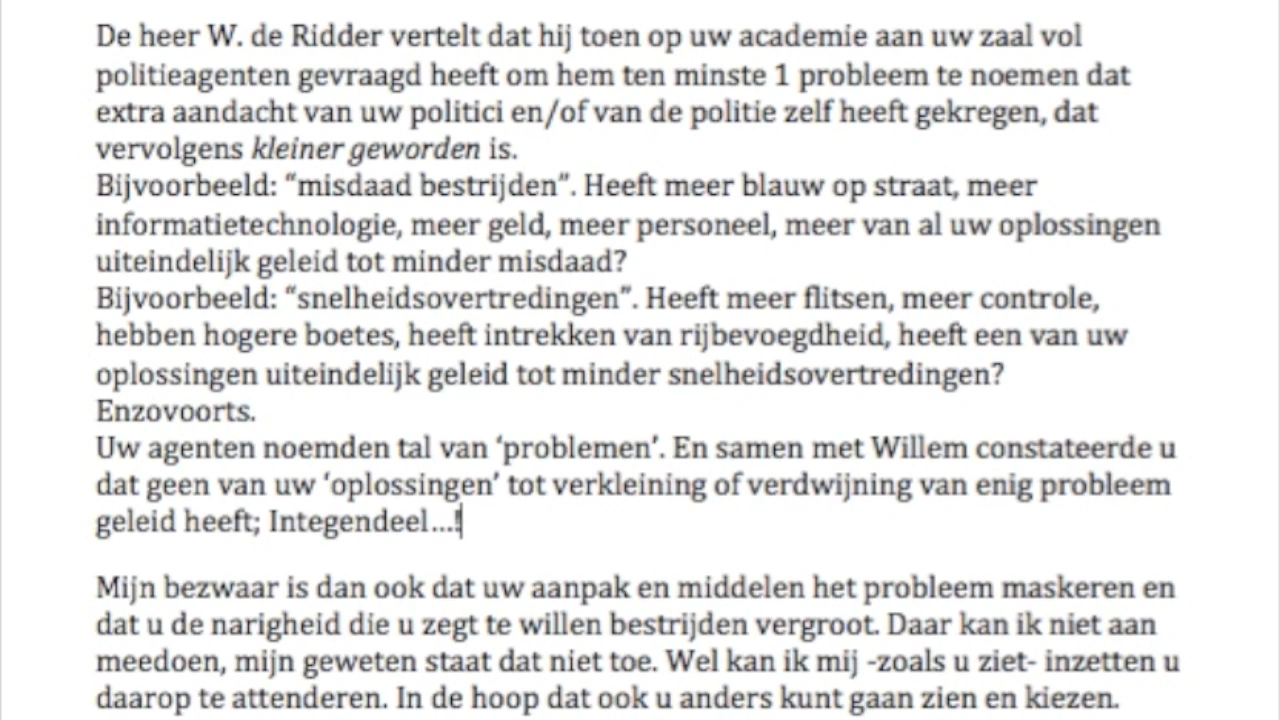 De heer W. de Ridder vertelt dat hij toen op uw academie aan uw zaal vol
politieagenten gevraagd heeft om hem ten minste 1 probleem te noemen dat
extra aandacht van uw politici en/of van de politie zelf heeft gekregen, dat
vervolgens kleiner geworden is.
Bijvoorbeeld: “misdaad bestrijden”. Heeft meer blauw op straat, meer
informatietechnologie, meer geld, meer personeel, meer van al uw oplossingen
uiteindelijk geleid tot minder misdaad?
Bijvoorbeeld: “snelheidsovertredingen”. Heeft meer flitsen, meer controle,
hebben hogere boetes, heeft intrekken van rijbevoegdheid, heeft een van uw
oplossingen uiteindelijk geleid tot minder snelheidsovertredingen?
Enzovoorts.
Uw agenten noemden tal van ‘problemen’. En samen met Willem constateerde u
dat geen van uw ‘oplossingen’ tot verkleining of verdwijning van enig probleem
geleid heeft; Integendeel…!
Mijn bezwaar is dan ook dat uw aanpak en middelen het probleem maskeren en
dat u de narigheid die u zegt te willen bestrijden vergroot. Daar kan ik niet aan
meedoen, mijn geweten staat dat niet toe. Wel kan ik mij -zoals u ziet- inzetten u
daarop te attenderen. In de hoop dat ook u anders kunt gaan zien en kiezen.